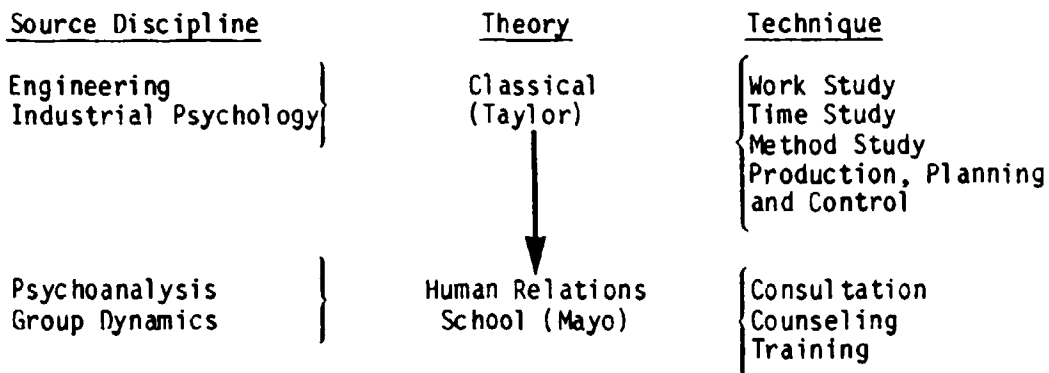 Source Discipline Theory Technique
Engineering Classical Work Study
Industrial Psychology (Taylor) Time Study
Method Study
Production, Planning
and Control
Psychoanalysis Human Relations Consultation
Group Dynamics School (Mayo) Counseling
Training